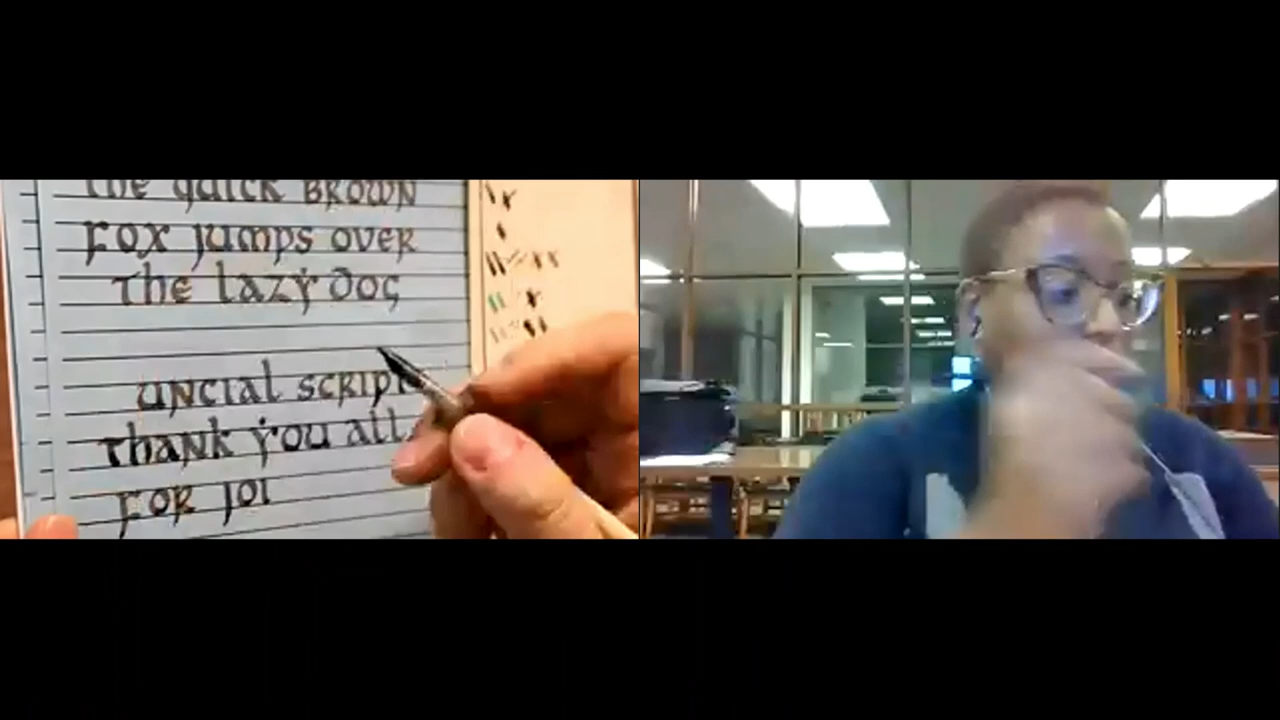 THE QUICK BROWN
FOX JUMPS OVER
THE LAZY DOG
UNCIAL SCRIPT
THANK YOU ALL
FOR JOI